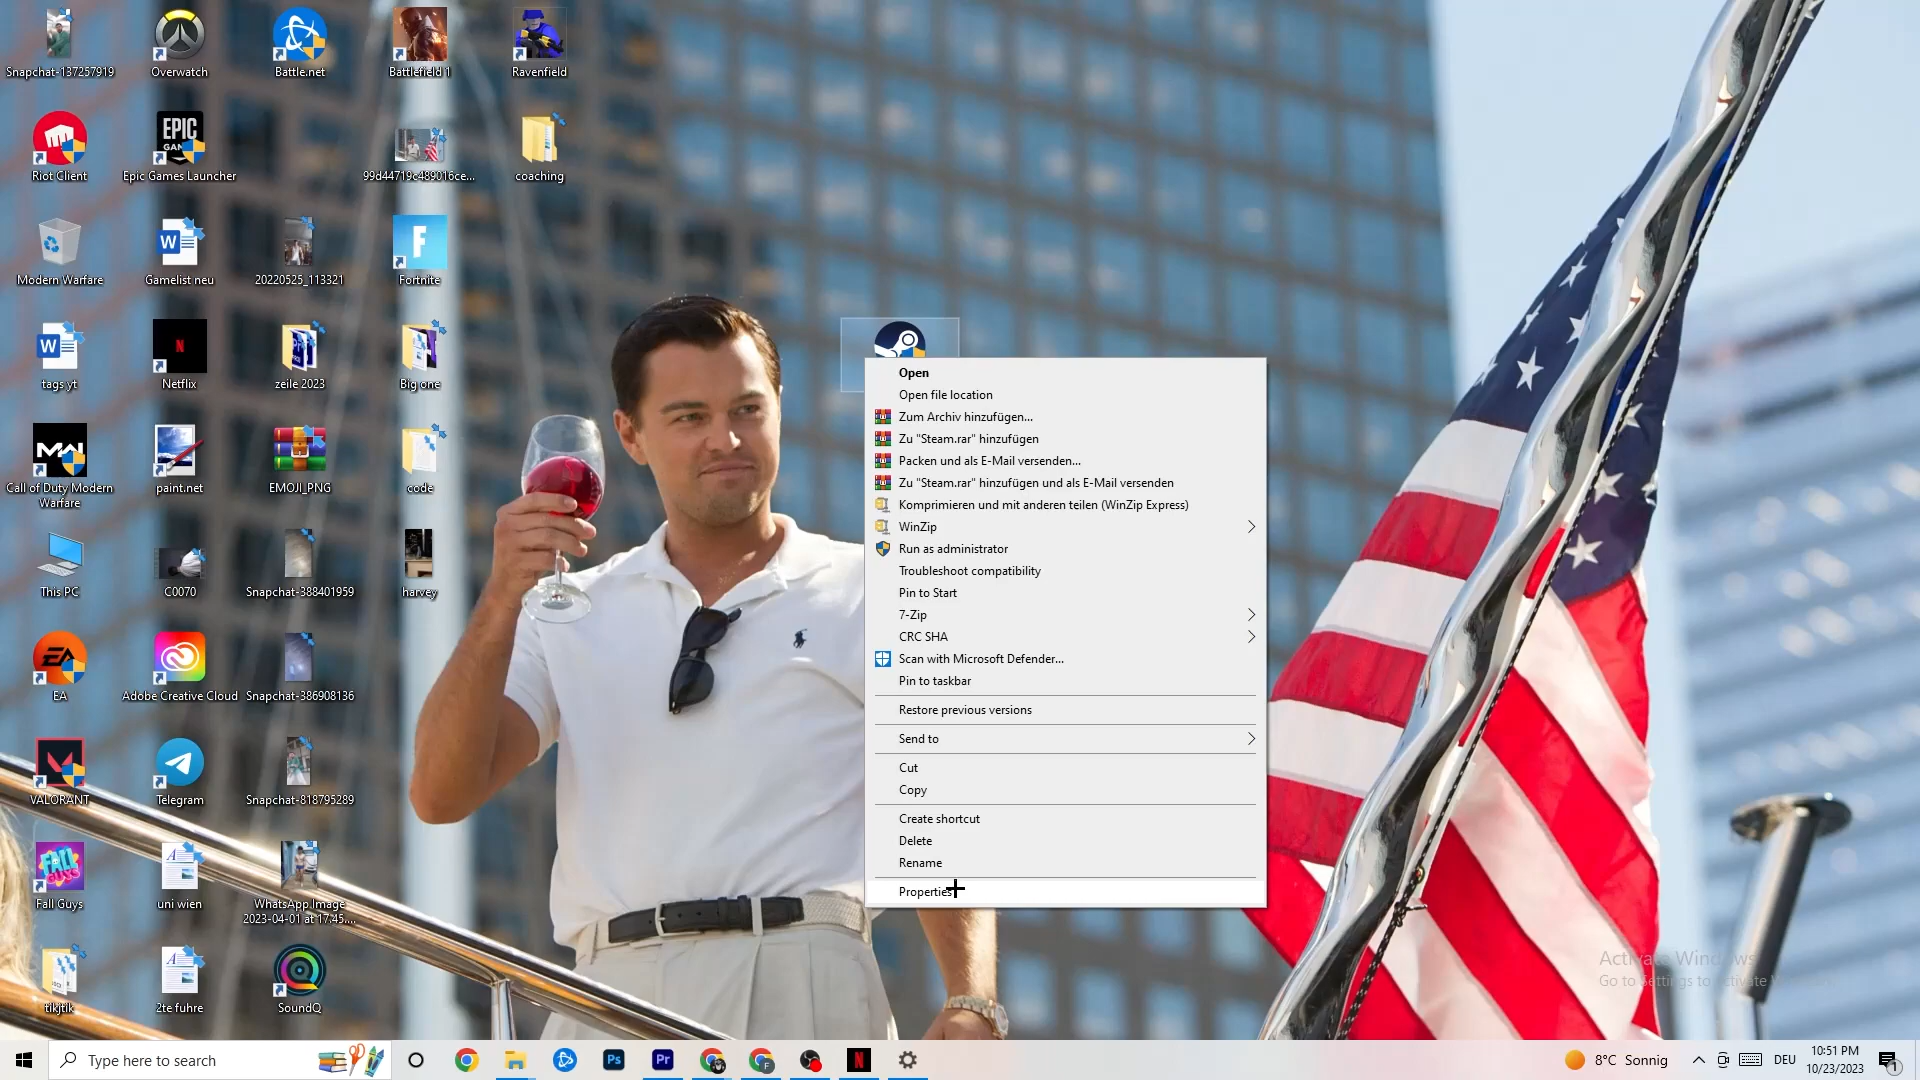 Snapchat-137257919
Overwatch
Battle.net
Battlefield 1
Ravenfield
Riot Client
EPIC
GAM
Epic Games Launcher
99d44719c489016ce...
coaching
Modern Warfare
Gamelist neu
20220525_113321
Fortnite
tags yt
Netflix
zeile 2023
Big one
Call of Duty Modern
Warfare
paint.net
EMOJI_PNG
code
This PC
C0070
Snapchat-388401959
harvey
EA
Adobe Creative Cloud
Snapchat-386908136
VALORANT
Telegram
Snapchat-818795289
Fall Guys
uni wien
WhatsApp Image
2023-04-01 at 17.45....
tikjtik
2te fuhre
SoundQ
Open
Open file location
Zum Archiv hinzufügen...
Zu "Steam.rar" hinzufügen
Packen und als E-Mail versenden...
Zu "Steam.rar" hinzufügen und als E-Mail versenden
Komprimieren und mit anderen teilen (WinZip Express)
WinZip
Run as administrator
Troubleshoot compatibility
Pin to Start
7-Zip
CRC SHA
Scan with Microsoft Defender...
Pin to taskbar
Restore previous versions
Send to
Cut
Copy
Create shortcut
Delete
Rename
Properties
Activate Windows
Go to Settings to activate
Type here to search
Ps
Pr
8°C Sonnig
DEU
10:51 PM
10/23/2023
1